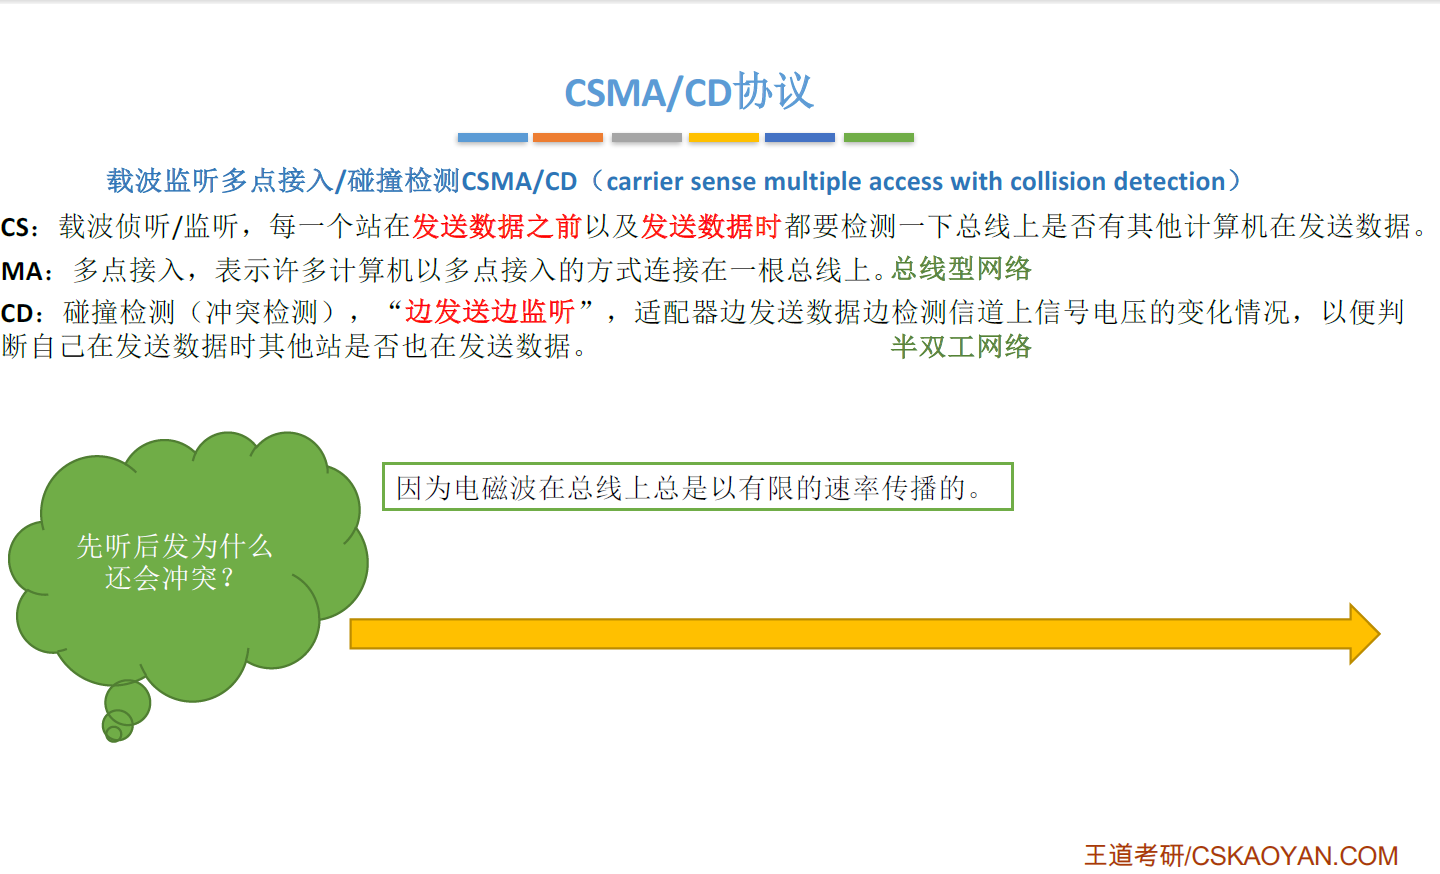 CSMA/CD协议
载波监听多点接入/碰撞检测CSMA/CD（carrier sense multiple access with collision detection）
CS：载波侦听/监听，每一个站在发送数据之前以及发送数据时都要检测一下总线上是否有其他计算机在发送数据。
MA：多点接入，表示许多计算机以多点接入的方式连接在一根总线上。总线型网络
CD：碰撞检测（冲突检测），“边发送边监听”，适配器边发送数据边检测信道上信号电压的变化情况，以便判
断自己在发送数据时其他站是否也在发送数据。 半双工网络
因为电磁波在总线上总是以有限的速率传播的。
先听后发为什么
还会冲突？
王道考研/CSKAOYAN.COM